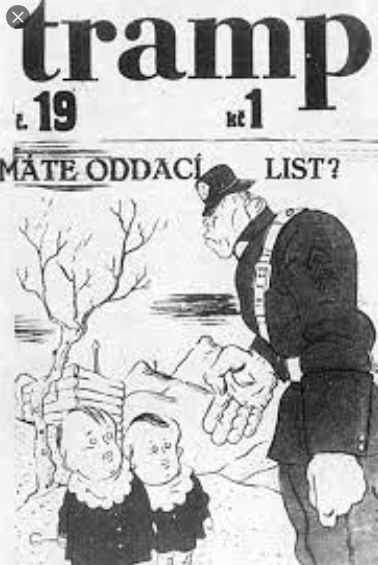 tramp
č. 19 kč 1
MÁTE ODDACÍ LIST?